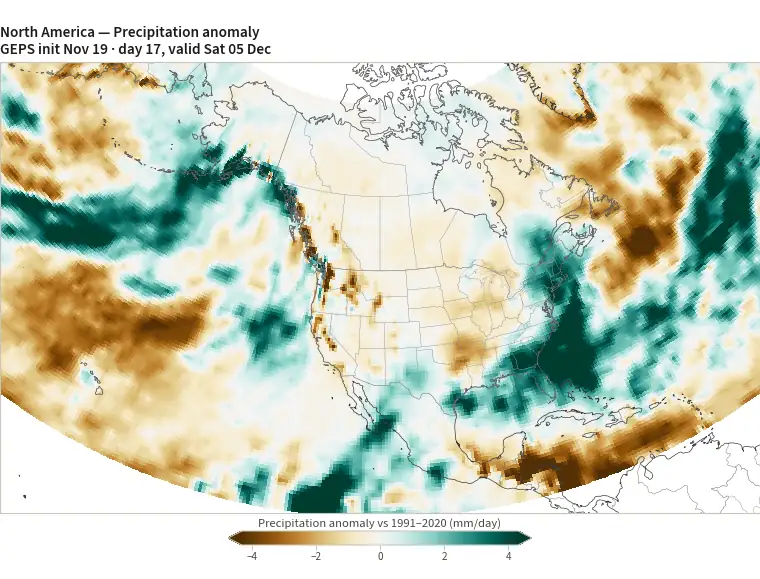 North America — Precipitation anomaly
GEPS init Nov 19 · day 17, valid Sat 05 Dec
Precipitation anomaly vs 1991–2020 (mm/day)
−4 −2 0 2 4